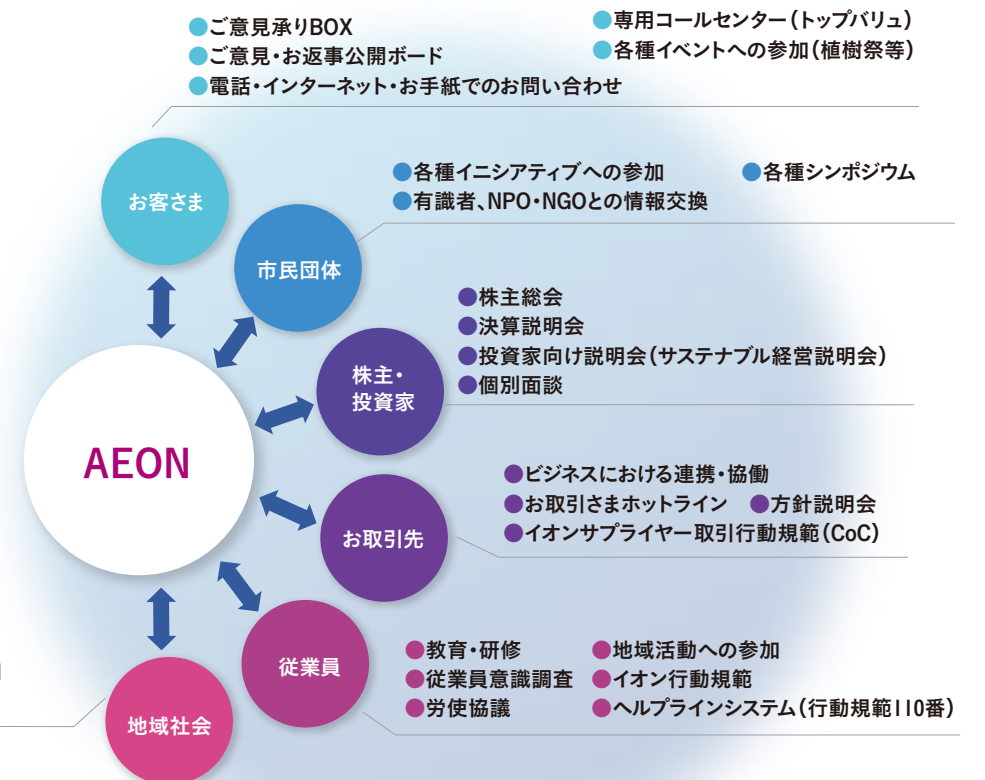 ●ご意見承りBOX
●ご意見・お返事公開ボード
●電話・インターネット・お手紙でのお問い合わせ
●専用コールセンター（トップバリュ）
●各種イベントへの参加（植樹祭等）
お客さま
●各種イニシアティブへの参加
●有識者、NPO・NGOとの情報交換
●各種シンポジウム
市民団体
●株主総会
●決算説明会
●投資家向け説明会（サステナブル経営説明会）
●個別面談
株主・
投資家
AEON
●ビジネスにおける連携・協働
●お取引さまホットライン ●方針説明会
●イオンサプライヤー取引行動規範（CoC）
お取引先
●教育・研修
●従業員意識調査
●労使協議
●地域活動への参加
●イオン行動規範
●ヘルプラインシステム（行動規範110番）
従業員
地域社会